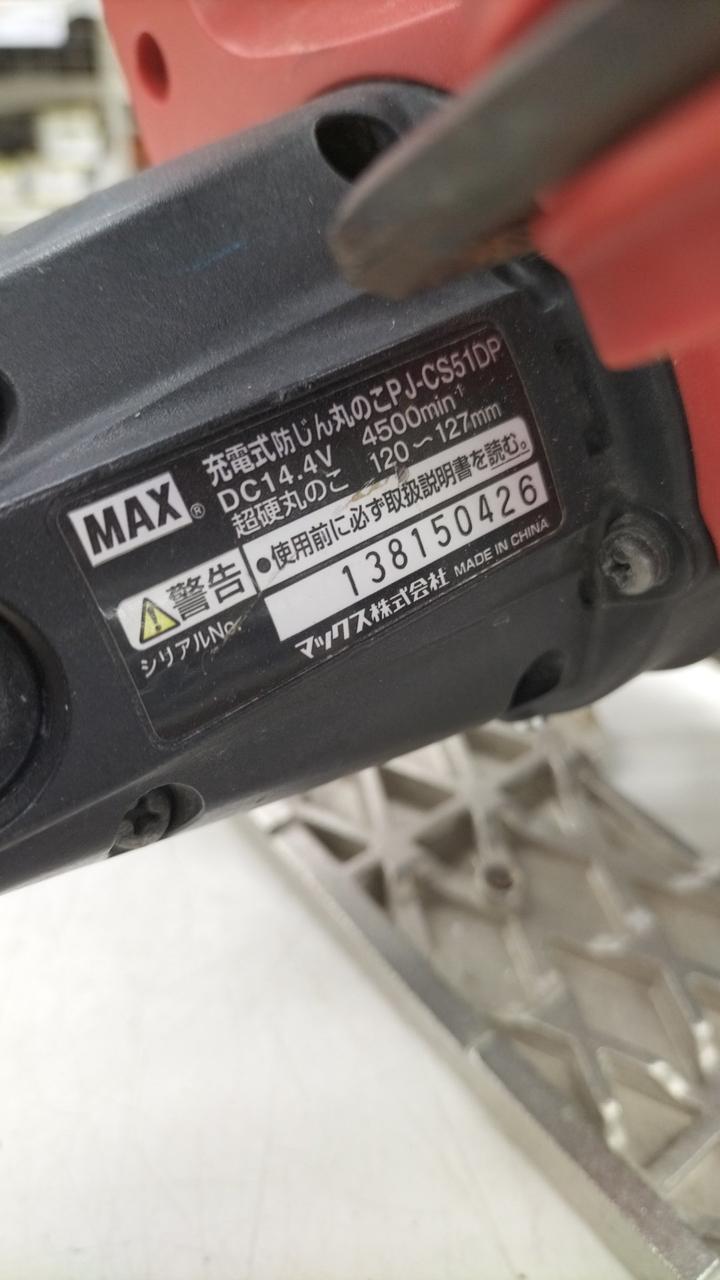 MAX®
充電式防じん丸のこPJ-CS51DP
DC14.4V 4500min⁻¹
超硬丸のこ 120～127mm
警告 ●使用前に必ず取扱説明書を読む。
シリアルNo. 138150426
マックス株式会社 MADE IN CHINA